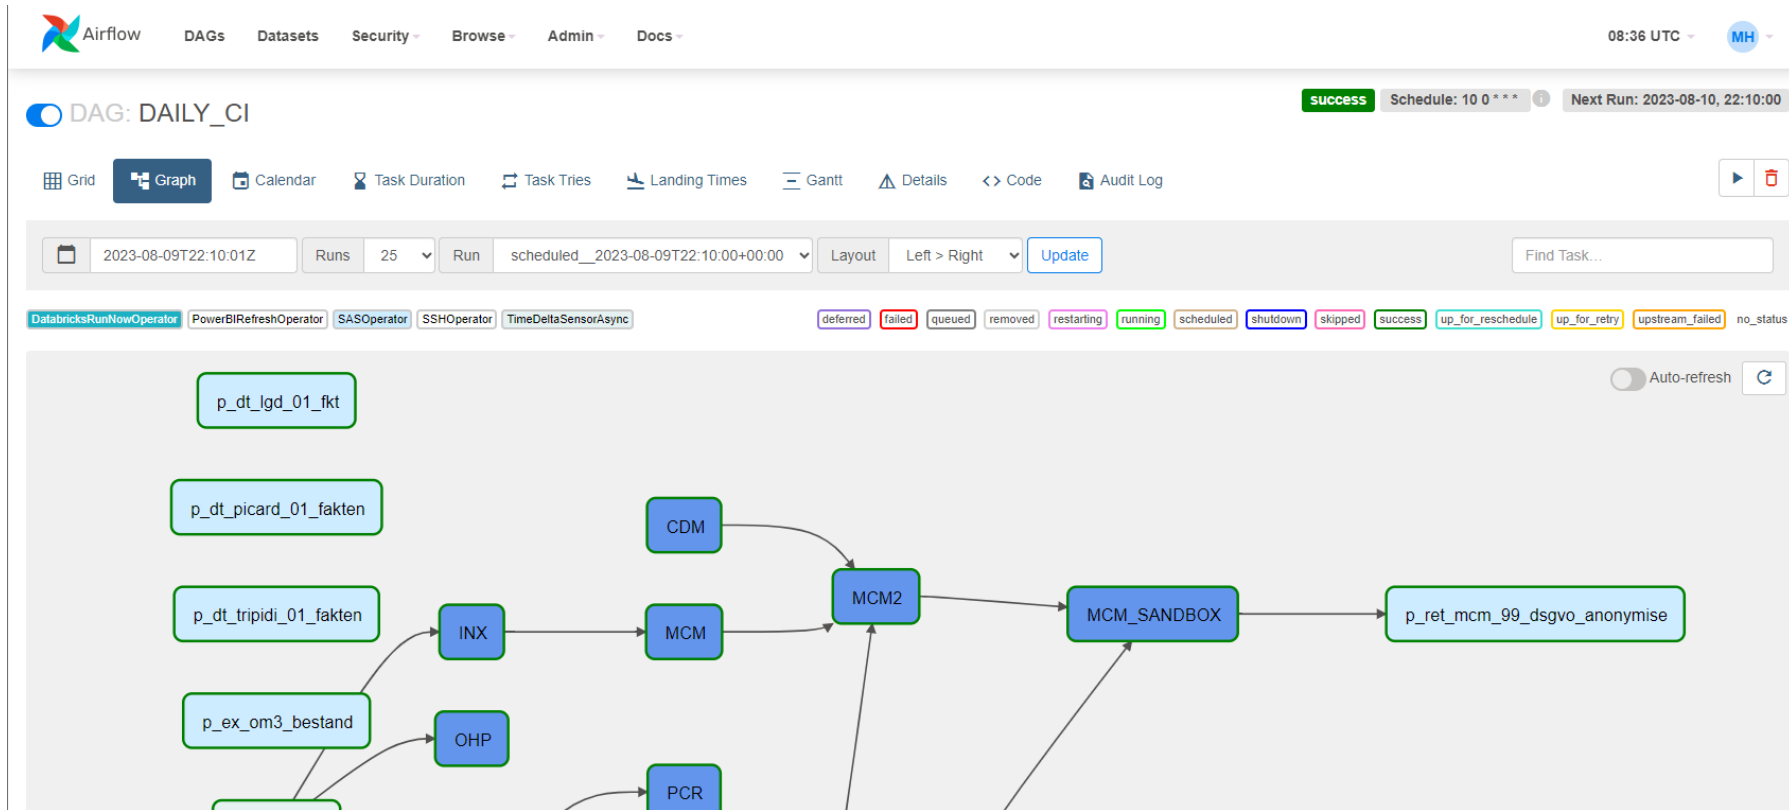 Airflow DAGs Datasets Security Browse Admin Docs 08:36 UTC MH
DAG: DAILY_CI success Schedule: 10 0 * * * i Next Run: 2023-08-10, 22:10:00
Grid Graph Calendar Task Duration Task Tries Landing Times Gantt Details Code Audit Log
2023-08-09T22:10:01Z Runs 25 Run scheduled__2023-08-09T22:10:00+00:00 Layout Left > Right Update Find Task...
DatabricksRunNowOperator PowerBIRefreshOperator SASOperator SSHOperator TimeDeltaSensorAsync deferred failed queued removed restarting running scheduled shutdown skipped success up_for_reschedule up_for_retry upstream_failed no_status
Auto-refresh
p_dt_lgd_01_fkt
p_dt_picard_01_fakten
CDM
MCM2
p_dt_tripidi_01_fakten INX MCM MCM_SANDBOX p_ret_mcm_99_dsgvo_anonymise
p_ex_om3_bestand
OHP
PCR